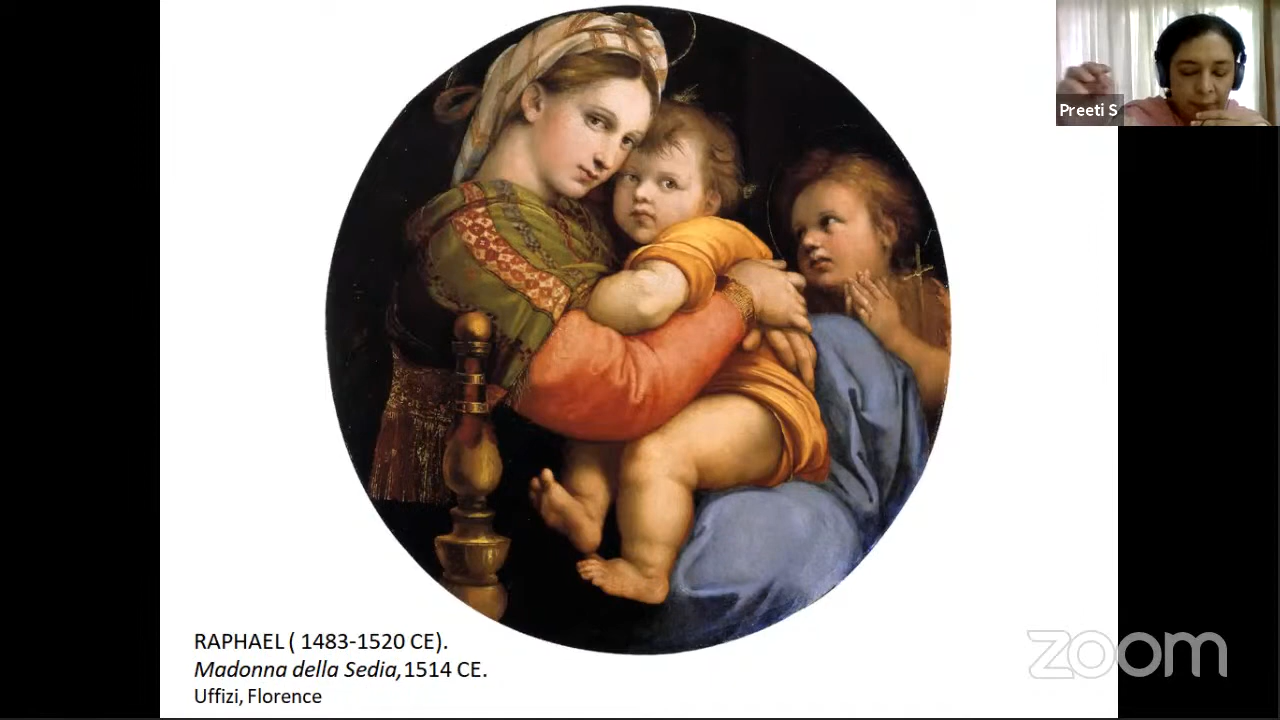 Preeti S
RAPHAEL ( 1483-1520 CE).
Madonna della Sedia, 1514 CE.
Uffizi, Florence
zoom